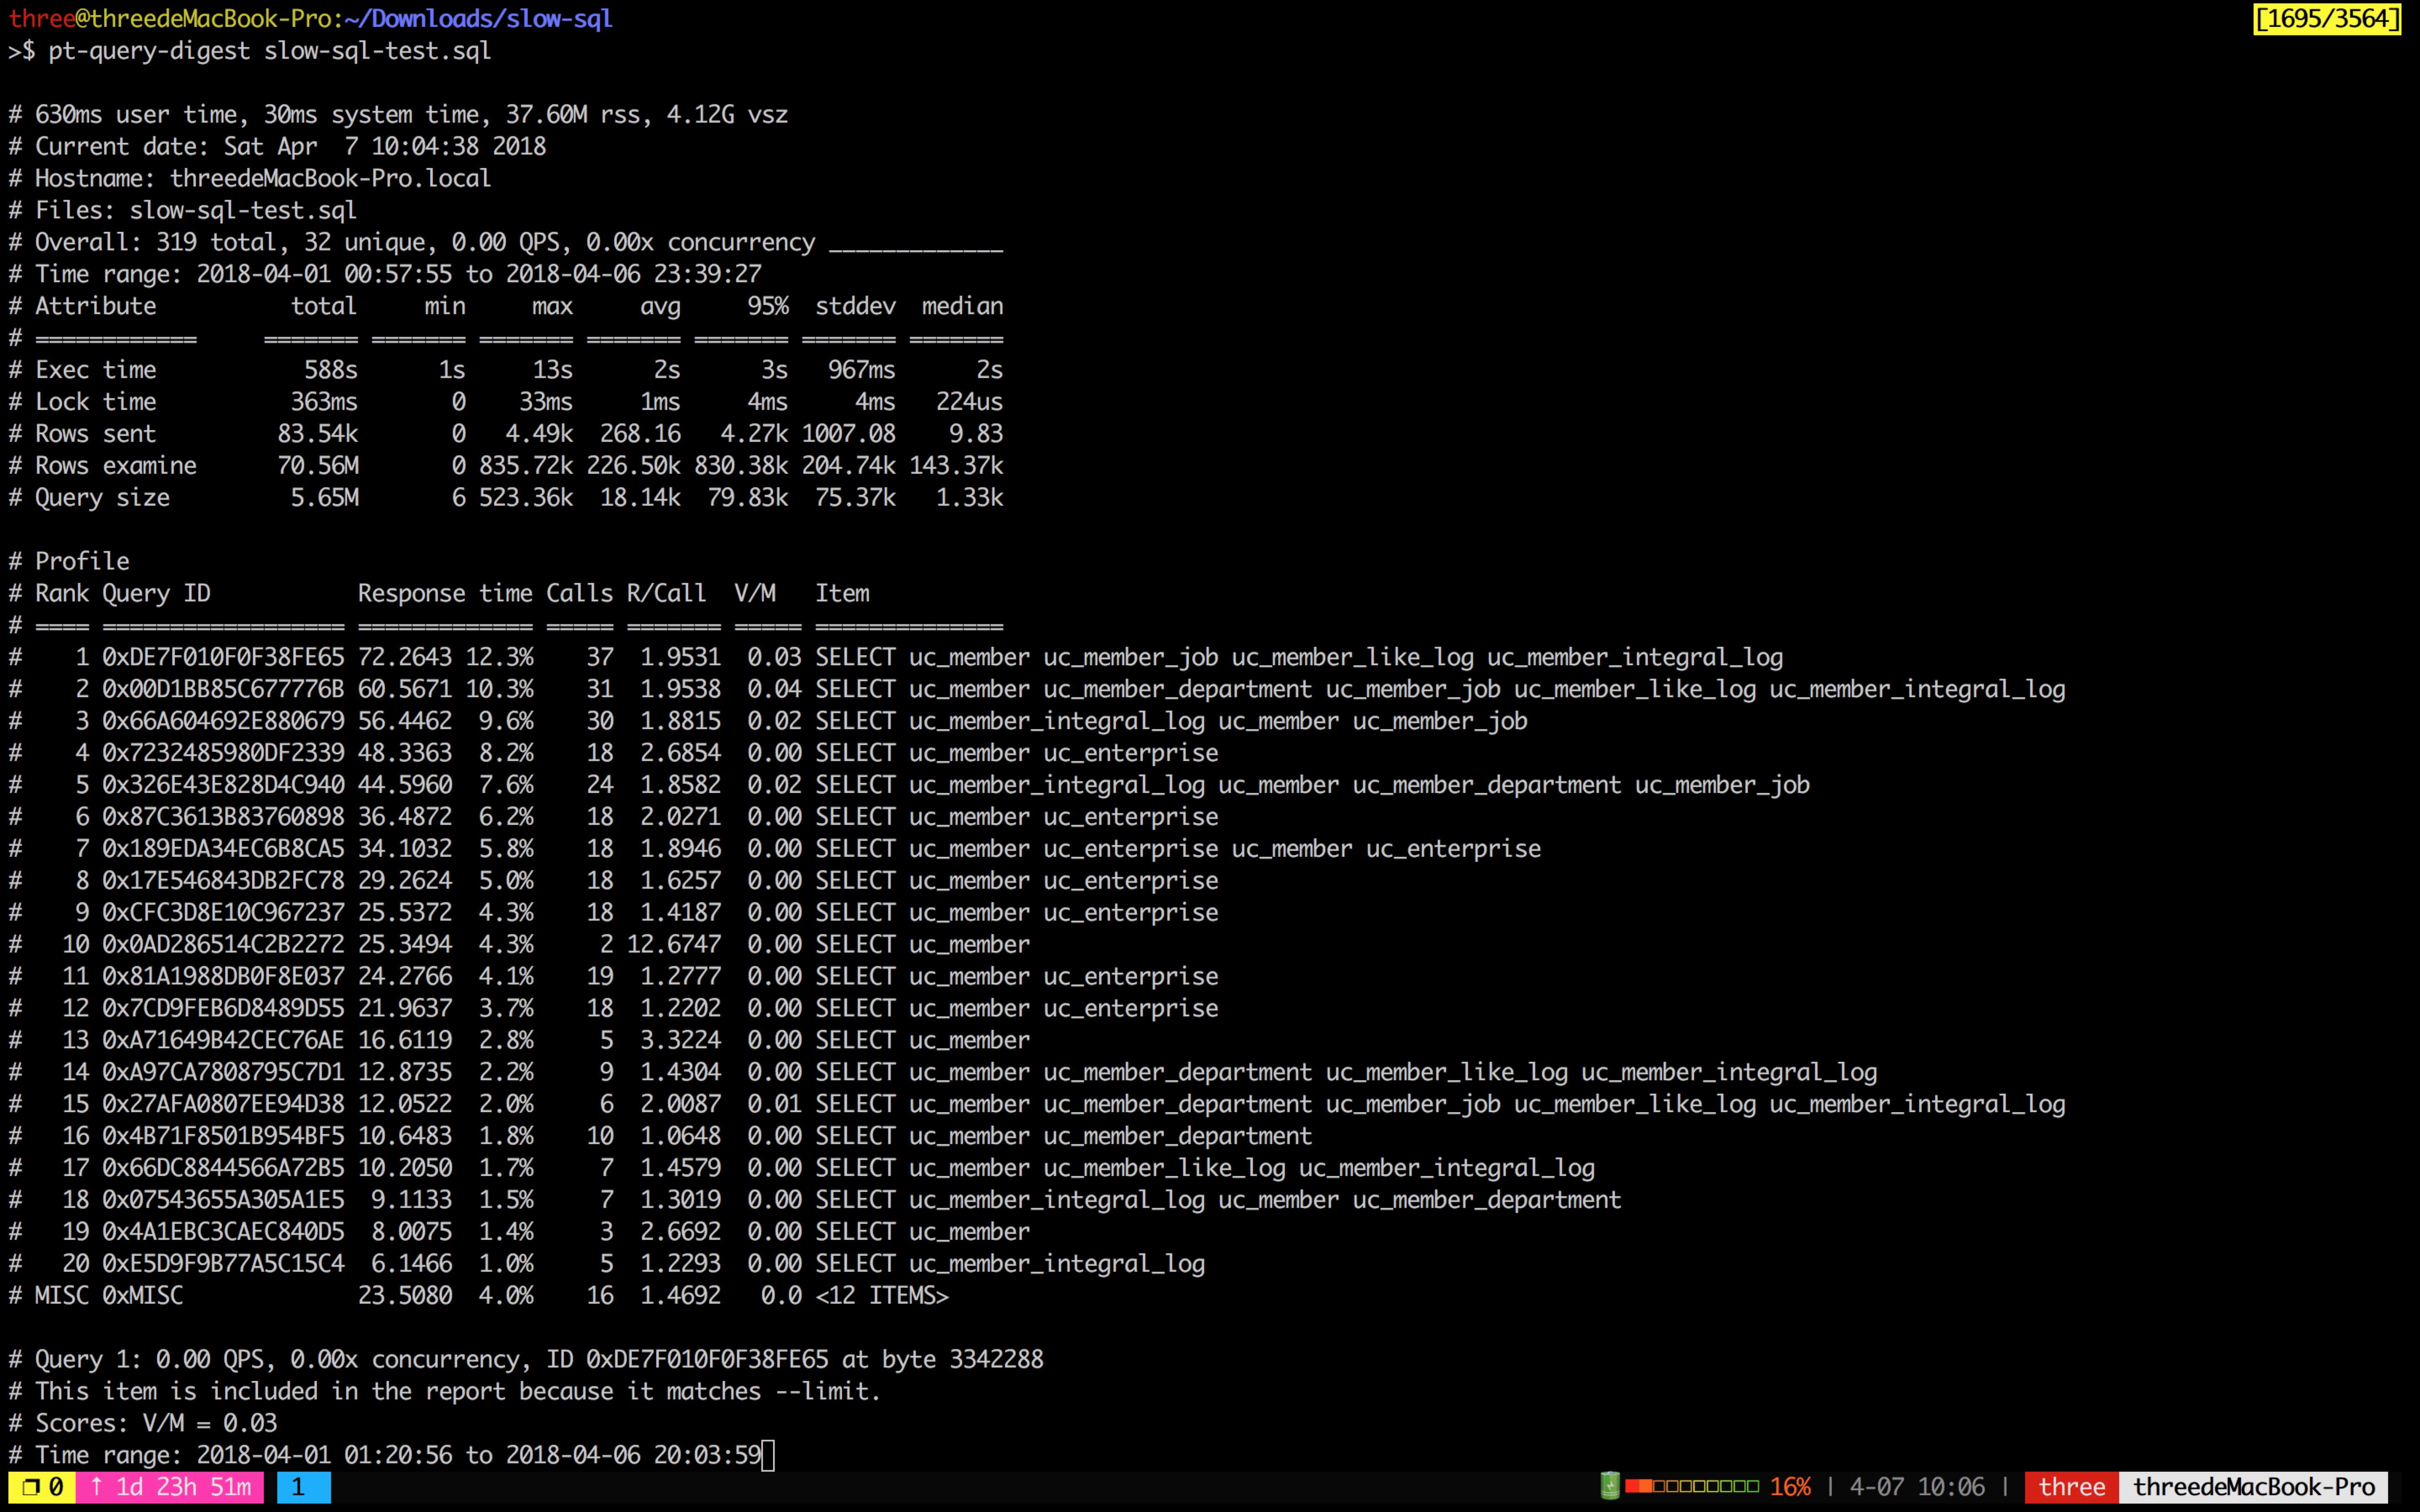 three@threedeMacBook-Pro:~/Downloads/slow-sql [1695/3564]
>$ pt-query-digest slow-sql-test.sql

# 630ms user time, 30ms system time, 37.60M rss, 4.12G vsz
# Current date: Sat Apr  7 10:04:38 2018
# Hostname: threedeMacBook-Pro.local
# Files: slow-sql-test.sql
# Overall: 319 total, 32 unique, 0.00 QPS, 0.00x concurrency _____________
# Time range: 2018-04-01 00:57:55 to 2018-04-06 23:39:27
# Attribute          total     min     max     avg     95%  stddev  median
# ============     ======= ======= ======= ======= ======= ======= =======
# Exec time           588s      1s     13s      2s      3s   967ms      2s
# Lock time          363ms       0    33ms     1ms     4ms     4ms   224us
# Rows sent         83.54k       0   4.49k  268.16   4.27k 1007.08    9.83
# Rows examine      70.56M       0 835.72k 226.50k 830.38k 204.74k 143.37k
# Query size         5.65M       6 523.36k  18.14k  79.83k  75.37k   1.33k

# Profile
# Rank Query ID           Response time Calls R/Call  V/M   Item
# ==== ================== ============= ===== ======= ===== ==============
#    1 0xDE7F010F0F38FE65 72.2643 12.3%    37  1.9531  0.03 SELECT uc_member uc_member_job uc_member_like_log uc_member_integral_log
#    2 0x00D1BB85C677776B 60.5671 10.3%    31  1.9538  0.04 SELECT uc_member uc_member_department uc_member_job uc_member_like_log uc_member_integral_log
#    3 0x66A604692E880679 56.4462  9.6%    30  1.8815  0.02 SELECT uc_member_integral_log uc_member uc_member_job
#    4 0x7232485980DF2339 48.3363  8.2%    18  2.6854  0.00 SELECT uc_member uc_enterprise
#    5 0x326E43E828D4C940 44.5960  7.6%    24  1.8582  0.02 SELECT uc_member_integral_log uc_member uc_member_department uc_member_job
#    6 0x87C3613B83760898 36.4872  6.2%    18  2.0271  0.00 SELECT uc_member uc_enterprise
#    7 0x189EDA34EC6B8CA5 34.1032  5.8%    18  1.8946  0.00 SELECT uc_member uc_enterprise uc_member uc_enterprise
#    8 0x17E546843DB2FC78 29.2624  5.0%    18  1.6257  0.00 SELECT uc_member uc_enterprise
#    9 0xCFC3D8E10C967237 25.5372  4.3%    18  1.4187  0.00 SELECT uc_member uc_enterprise
#   10 0x0AD286514C2B2272 25.3494  4.3%     2 12.6747  0.00 SELECT uc_member
#   11 0x81A1988DB0F8E037 24.2766  4.1%    19  1.2777  0.00 SELECT uc_member uc_enterprise
#   12 0x7CD9FEB6D8489D55 21.9637  3.7%    18  1.2202  0.00 SELECT uc_member uc_enterprise
#   13 0xA71649B42CEC76AE 16.6119  2.8%     5  3.3224  0.00 SELECT uc_member
#   14 0xA97CA7808795C7D1 12.8735  2.2%     9  1.4304  0.00 SELECT uc_member uc_member_department uc_member_like_log uc_member_integral_log
#   15 0x27AFA0807EE94D38 12.0522  2.0%     6  2.0087  0.01 SELECT uc_member uc_member_department uc_member_job uc_member_like_log uc_member_integral_log
#   16 0x4B71F8501B954BF5 10.6483  1.8%    10  1.0648  0.00 SELECT uc_member uc_member_department
#   17 0x66DC8844566A72B5 10.2050  1.7%     7  1.4579  0.00 SELECT uc_member uc_member_like_log uc_member_integral_log
#   18 0x07543655A305A1E5  9.1133  1.5%     7  1.3019  0.00 SELECT uc_member_integral_log uc_member uc_member_department
#   19 0x4A1EBC3CAEC840D5  8.0075  1.4%     3  2.6692  0.00 SELECT uc_member
#   20 0xE5D9F9B77A5C15C4  6.1466  1.0%     5  1.2293  0.00 SELECT uc_member_integral_log
# MISC 0xMISC             23.5080  4.0%    16  1.4692   0.0 <12 ITEMS>

# Query 1: 0.00 QPS, 0.00x concurrency, ID 0xDE7F010F0F38FE65 at byte 3342288
# This item is included in the report because it matches --limit.
# Scores: V/M = 0.03
# Time range: 2018-04-01 01:20:56 to 2018-04-06 20:03:59
❐ 0 ↑ 1d 23h 51m 1 16% | 4-07 10:06 | three threedeMacBook-Pro